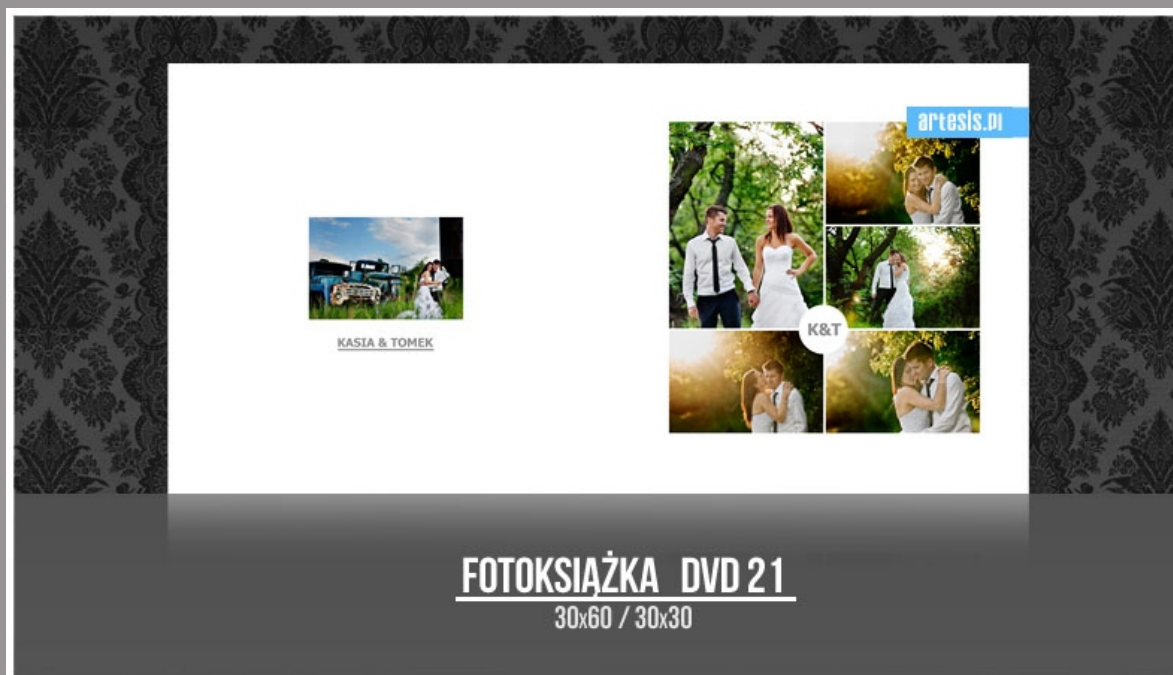 artesis.pl
KASIA & TOMEK
K&T
FOTOKSIĄŻKA DVD 21
30x60 / 30x30